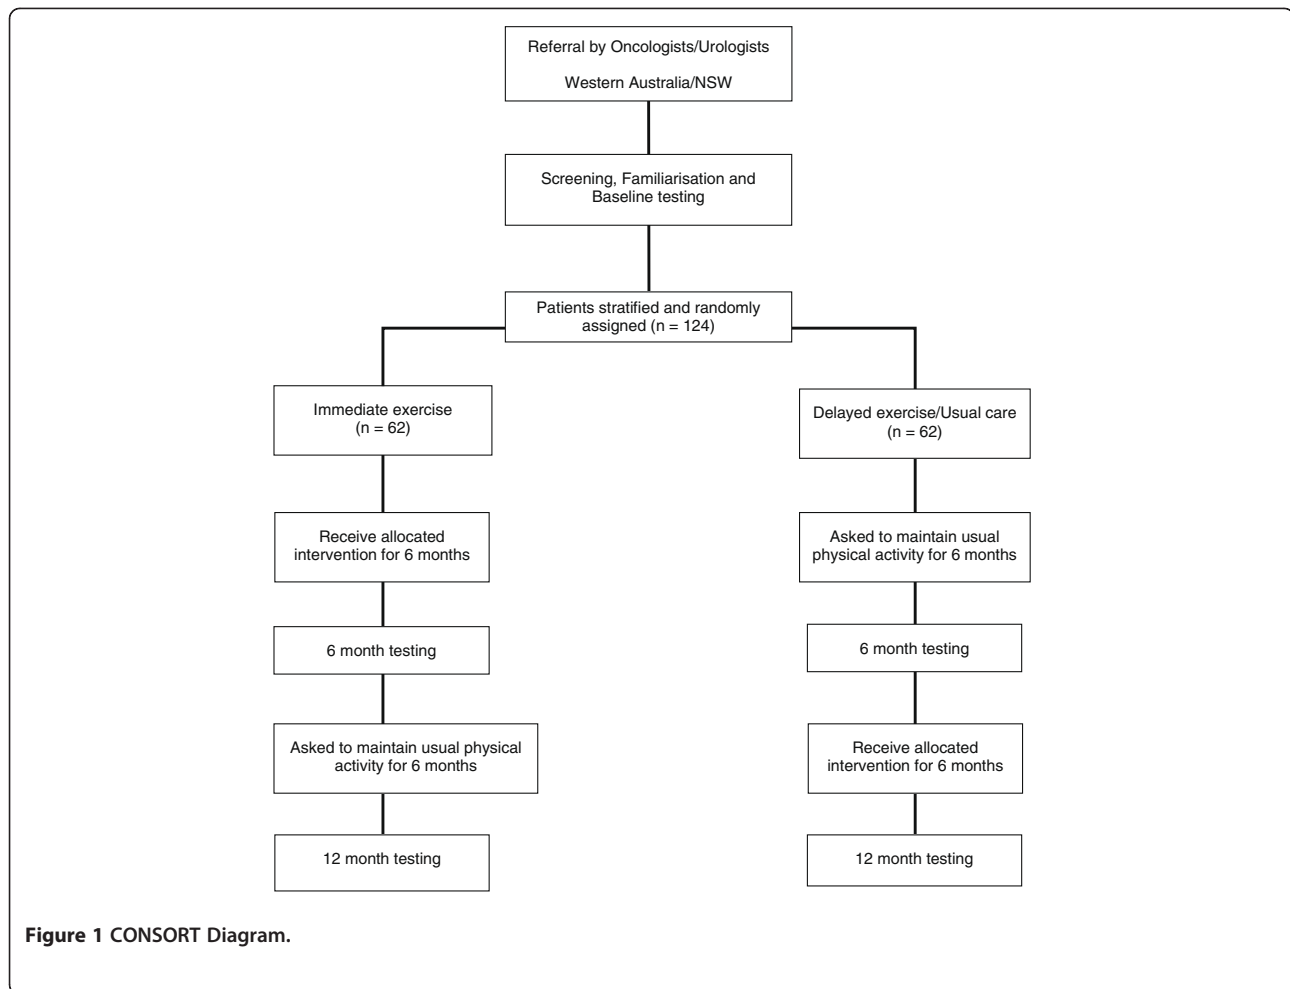 Referral by Oncologists/Urologists
Western Australia/NSW
Screening, Familiarisation and
Baseline testing
Patients stratified and randomly
assigned (n = 124)
Immediate exercise
(n = 62)
Delayed exercise/Usual care
(n = 62)
Receive allocated
intervention for 6 months
Asked to maintain usual
physical activity for 6 months
6 month testing
6 month testing
Asked to maintain usual physical
activity for 6 months
Receive allocated
intervention for 6 months
12 month testing
12 month testing
Figure 1 CONSORT Diagram.